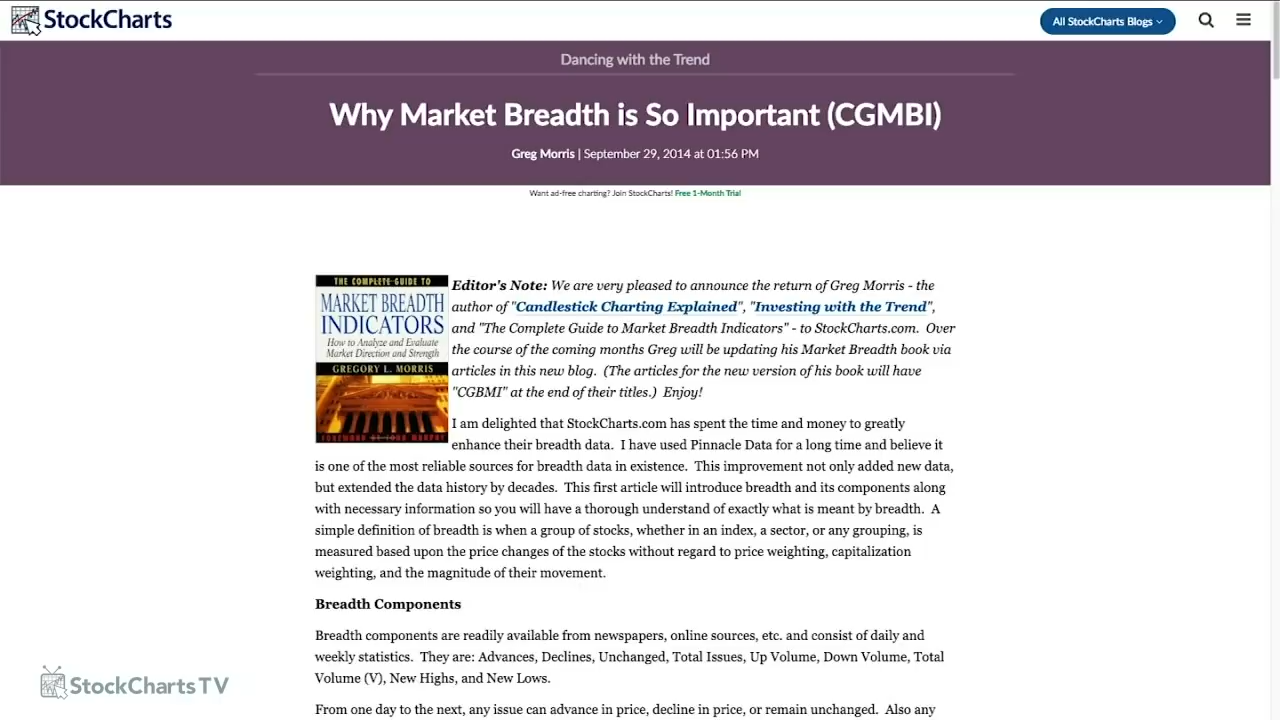 StockCharts
All StockCharts Blogs
Dancing with the Trend
Why Market Breadth is So Important (CGMBI)
Greg Morris | September 29, 2014 at 01:56 PM
Want ad-free charting? Join StockCharts! Free 1-Month Trial
THE COMPLETE GUIDE TO
MARKET BREADTH
INDICATORS
How to Analyze and Evaluate
Market Direction and Strength
GREGORY L. MORRIS
Editor's Note: We are very pleased to announce the return of Greg Morris - the
author of "Candlestick Charting Explained", "Investing with the Trend",
and "The Complete Guide to Market Breadth Indicators" - to StockCharts.com. Over
the course of the coming months Greg will be updating his Market Breadth book via
articles in this new blog. (The articles for the new version of his book will have
"CGBMI" at the end of their titles.) Enjoy!
I am delighted that StockCharts.com has spent the time and money to greatly
enhance their breadth data. I have used Pinnacle Data for a long time and believe it
is one of the most reliable sources for breadth data in existence. This improvement not only added new data,
but extended the data history by decades. This first article will introduce breadth and its components along
with necessary information so you will have a thorough understand of exactly what is meant by breadth. A
simple definition of breadth is when a group of stocks, whether in an index, a sector, or any grouping, is
measured based upon the price changes of the stocks without regard to price weighting, capitalization
weighting, and the magnitude of their movement.
Breadth Components
Breadth components are readily available from newspapers, online sources, etc. and consist of daily and
weekly statistics. They are: Advances, Declines, Unchanged, Total Issues, Up Volume, Down Volume, Total
Volume (V), New Highs, and New Lows.
From one day to the next, any issue can advance in price, decline in price, or remain unchanged. Also any
StockCharts TV